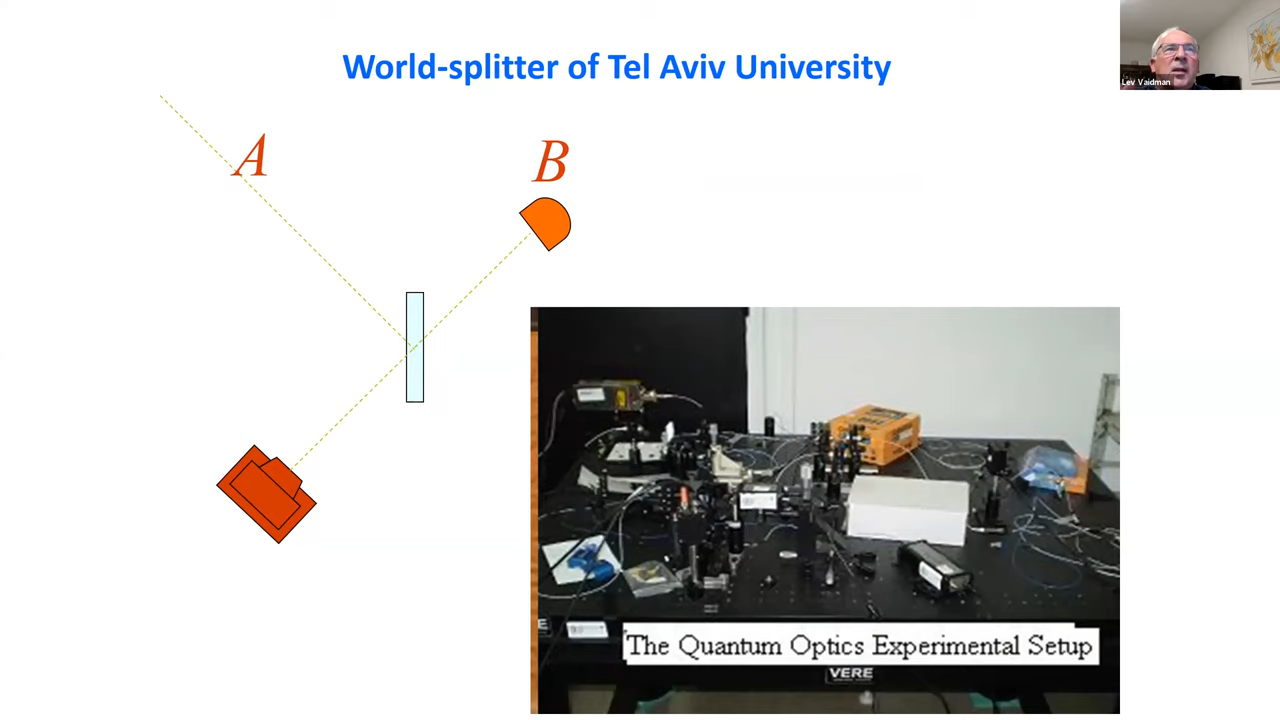 World-splitter of Tel Aviv University
Lev Vaidman
A
B
The Quantum Optics Experimental Setup
VERE